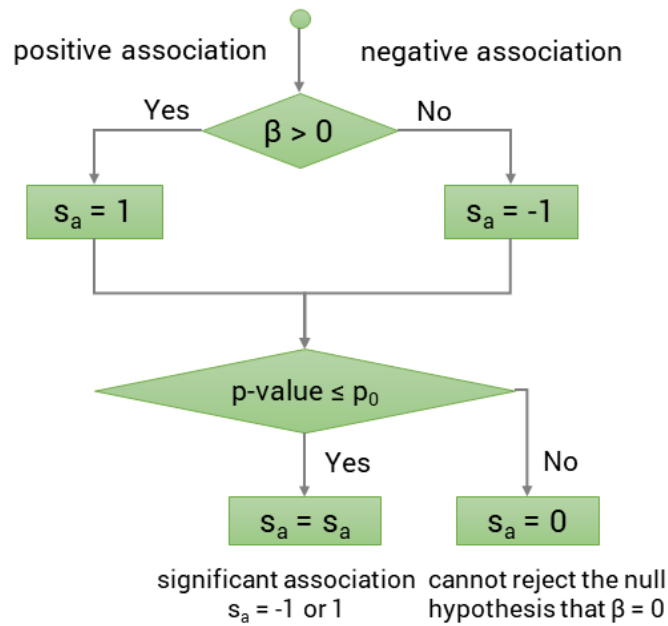 positive association
negative association
Yes
No
β > 0
sₐ = 1
sₐ = -1
p-value ≤ p₀
Yes
No
sₐ = sₐ
sₐ = 0
significant association
sₐ = -1 or 1
cannot reject the null
hypothesis that β = 0